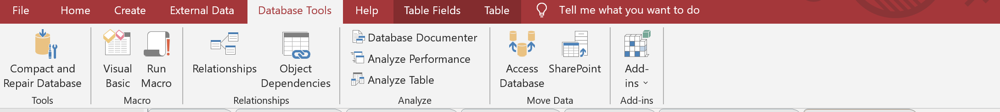 File Home Create External Data Database Tools Help Table Fields Table Tell me what you want to do
Compact and
Repair Database
Tools
Visual
Basic
Run
Macro
Macro
Relationships
Object
Dependencies
Relationships
Database Documenter
Analyze Performance
Analyze Table
Analyze
Access
Database
SharePoint
Move Data
Add-
ins
Add-ins